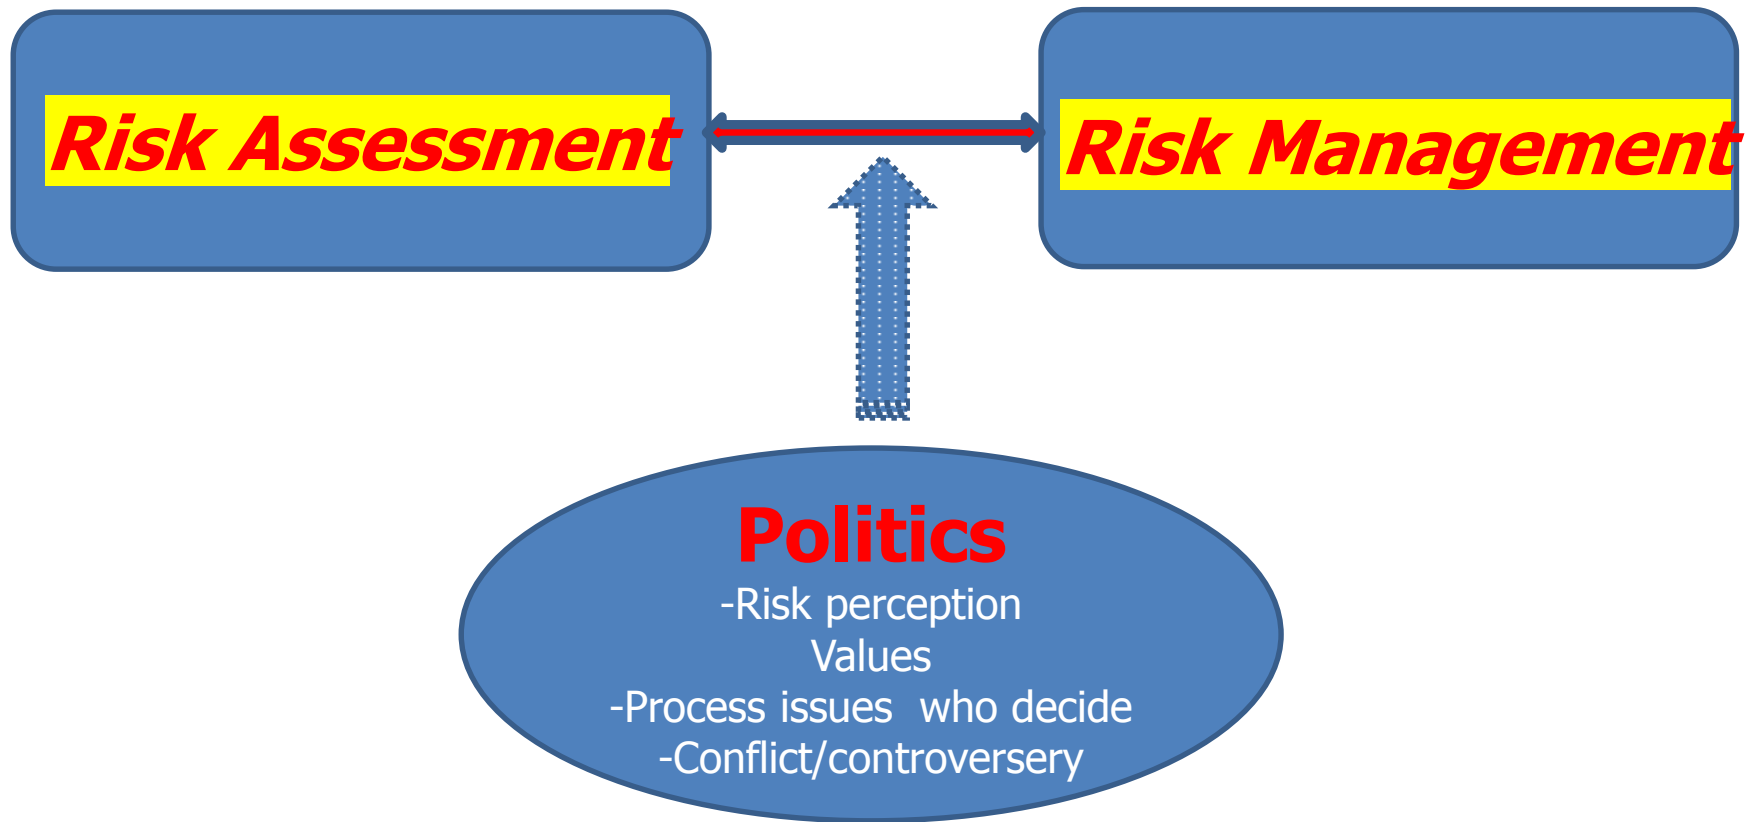 Risk Assessment
Risk Management
Politics
-Risk perception
Values
-Process issues  who decide
-Conflict/controversery